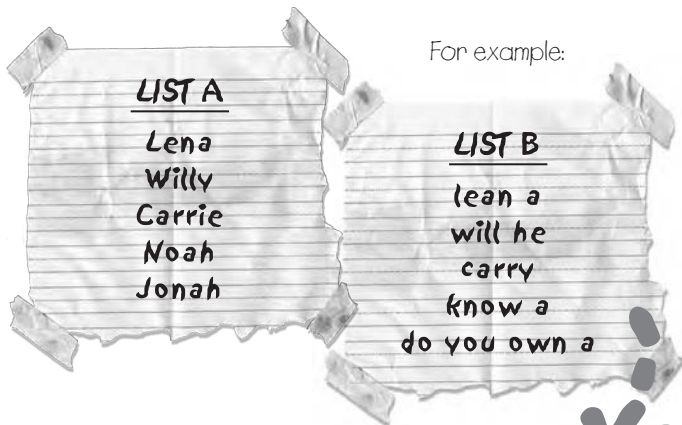 For example:
LIST A
Lena
Willy
Carrie
Noah
Jonah
LIST B
lean a
will he
carry
know a
do you own a